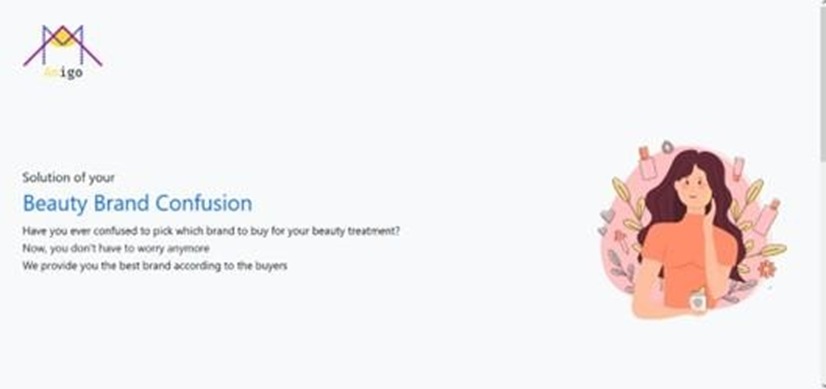 Amigo
Solution of your
Beauty Brand Confusion
Have you ever confused to pick which brand to buy for your beauty treatment?
Now, you don't have to worry anymore
We provide you the best brand according to the buyers